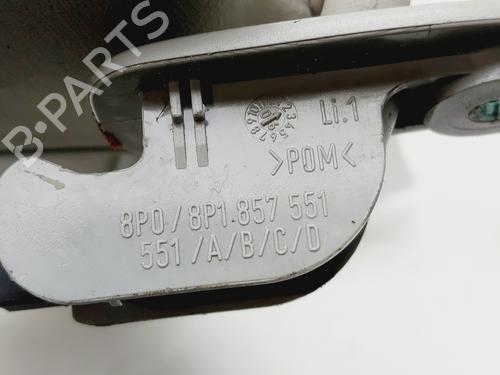 Li.1
>POM<
8P0/8P1.857 551
551/A/B/C/D
B-PARTS